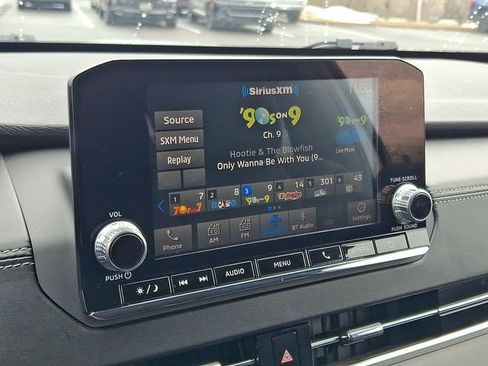 SiriusXM
'90s ON 9
Source
Ch. 9
SXM Menu
Hootie & The Blowfish
Only Wanna Be With You (9...
Replay
Live Mode
1 7 2 8 3 9 4 14 5 301 6 43
Phone
AM
FM
BT Audio
Settings
VOL
PUSH
TUNE/SCROLL
PUSH SOUND
AUDIO
MENU